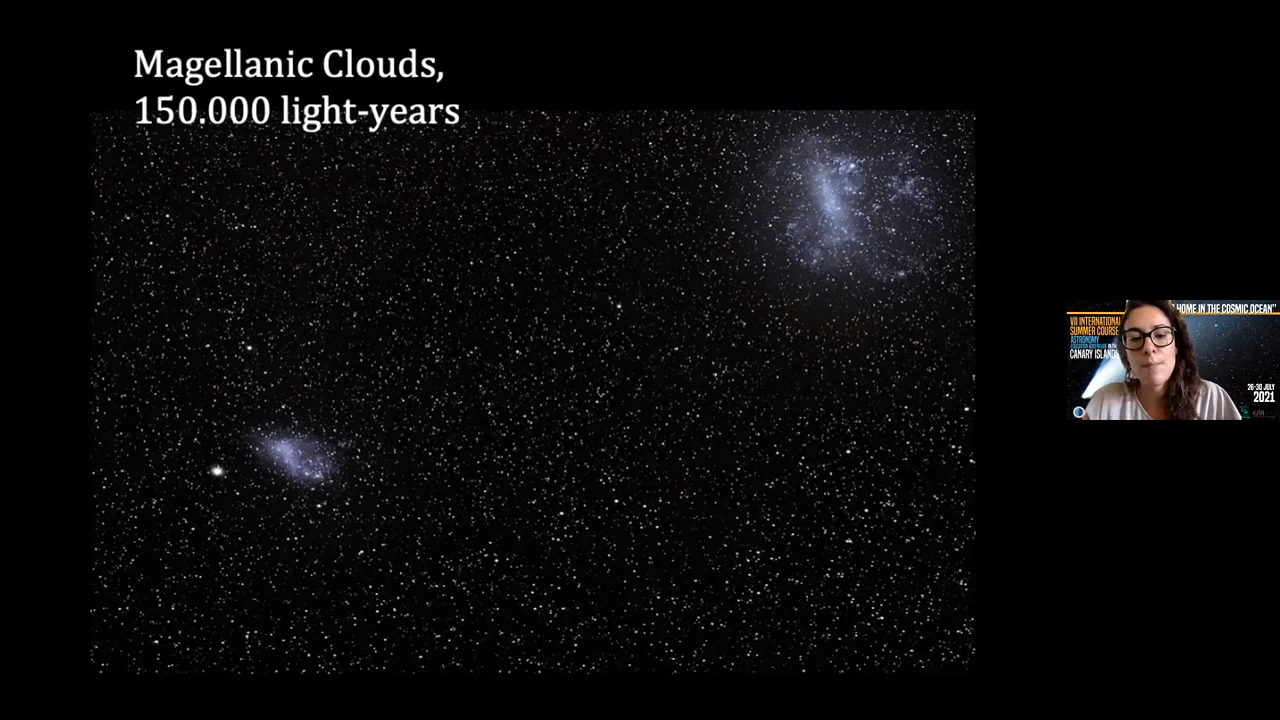 Magellanic Clouds,
150.000 light-years
HOME IN THE COSMIC OCEAN"
VII INTERNATIONAL
SUMMER COURSE
ASTRONOMY
CANARY ISLANDS
26-30 JULY
2021